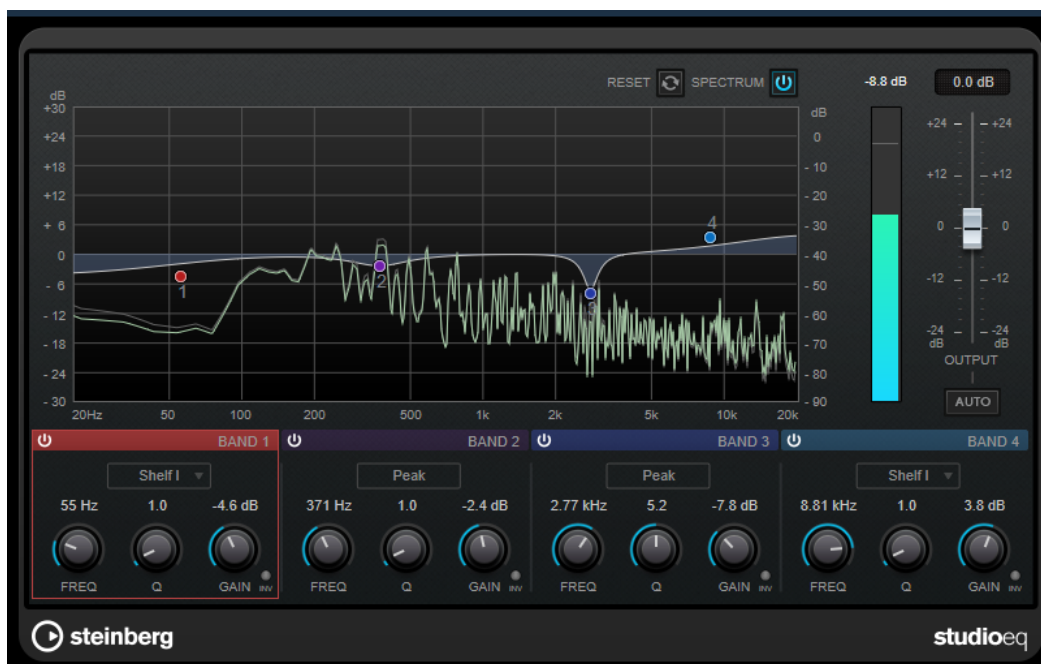 RESET SPECTRUM -8.8 dB 0.0 dB
dB
+30
+24
+18
+12
+ 6
0
- 6
- 12
- 18
- 24
- 30
dB
0
- 10
- 20
- 30
- 40
- 50
- 60
- 70
- 80
- 90
1
2
3
4
20Hz 50 100 200 500 1k 2k 5k 10k 20k
+24 +24
+12 +12
0 0
-12 -12
-24 -24
dB dB
OUTPUT
AUTO
BAND 1 BAND 2 BAND 3 BAND 4
Shelf I Peak Peak Shelf I
55 Hz 1.0 -4.6 dB 371 Hz 1.0 -2.4 dB 2.77 kHz 5.2 -7.8 dB 8.81 kHz 1.0 3.8 dB
FREQ Q GAIN INV FREQ Q GAIN INV FREQ Q GAIN INV FREQ Q GAIN INV
steinberg studioeq